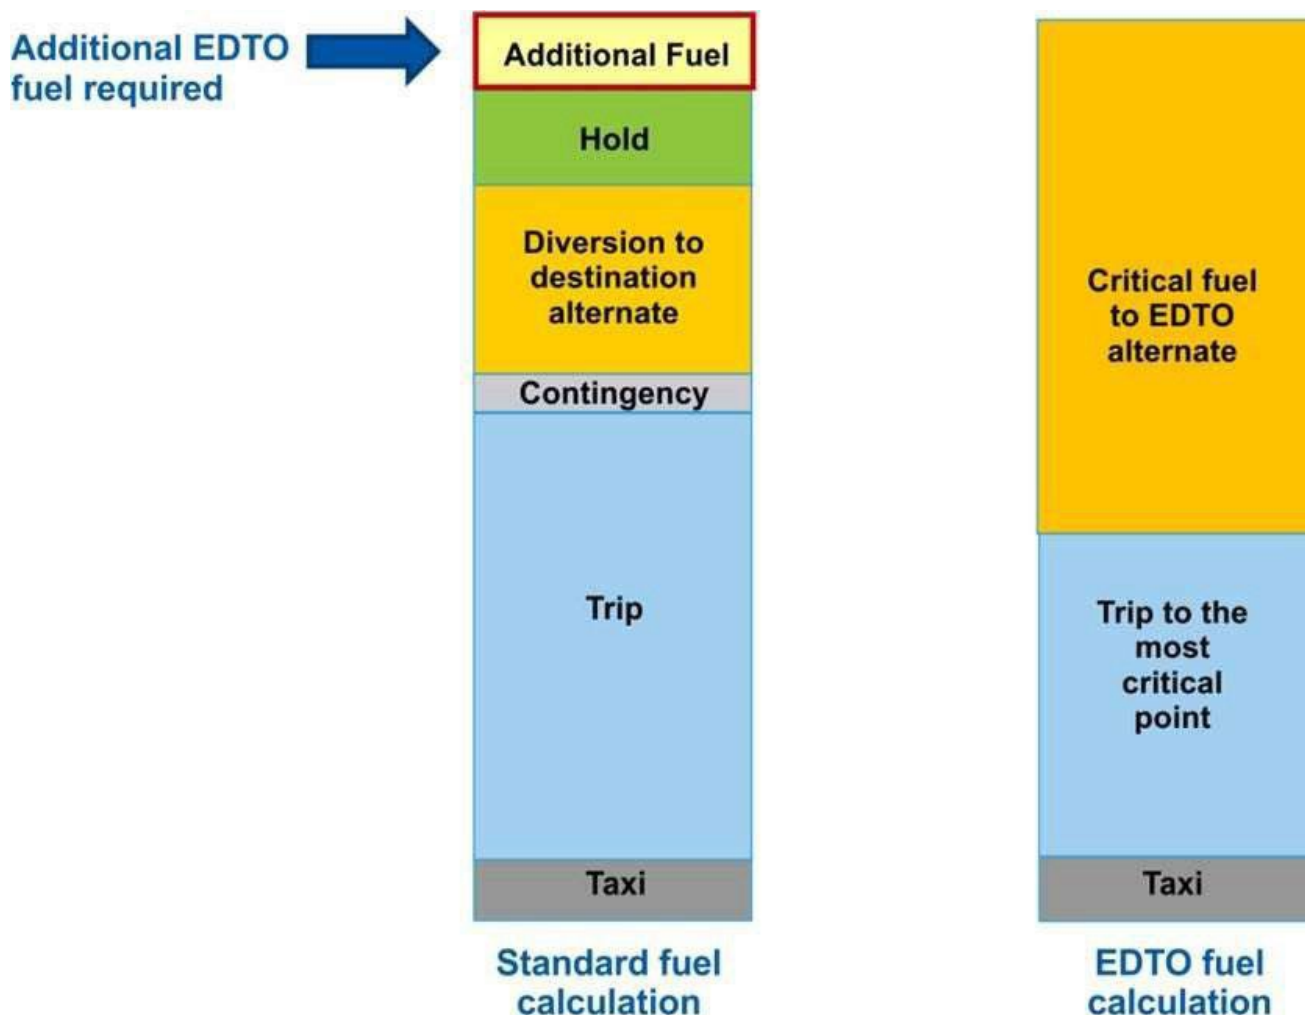 Additional EDTO
fuel required
Additional Fuel
Hold
Diversion to
destination
alternate
Contingency
Trip
Taxi
Standard fuel
calculation
Critical fuel
to EDTO
alternate
Trip to the
most
critical
point
Taxi
EDTO fuel
calculation